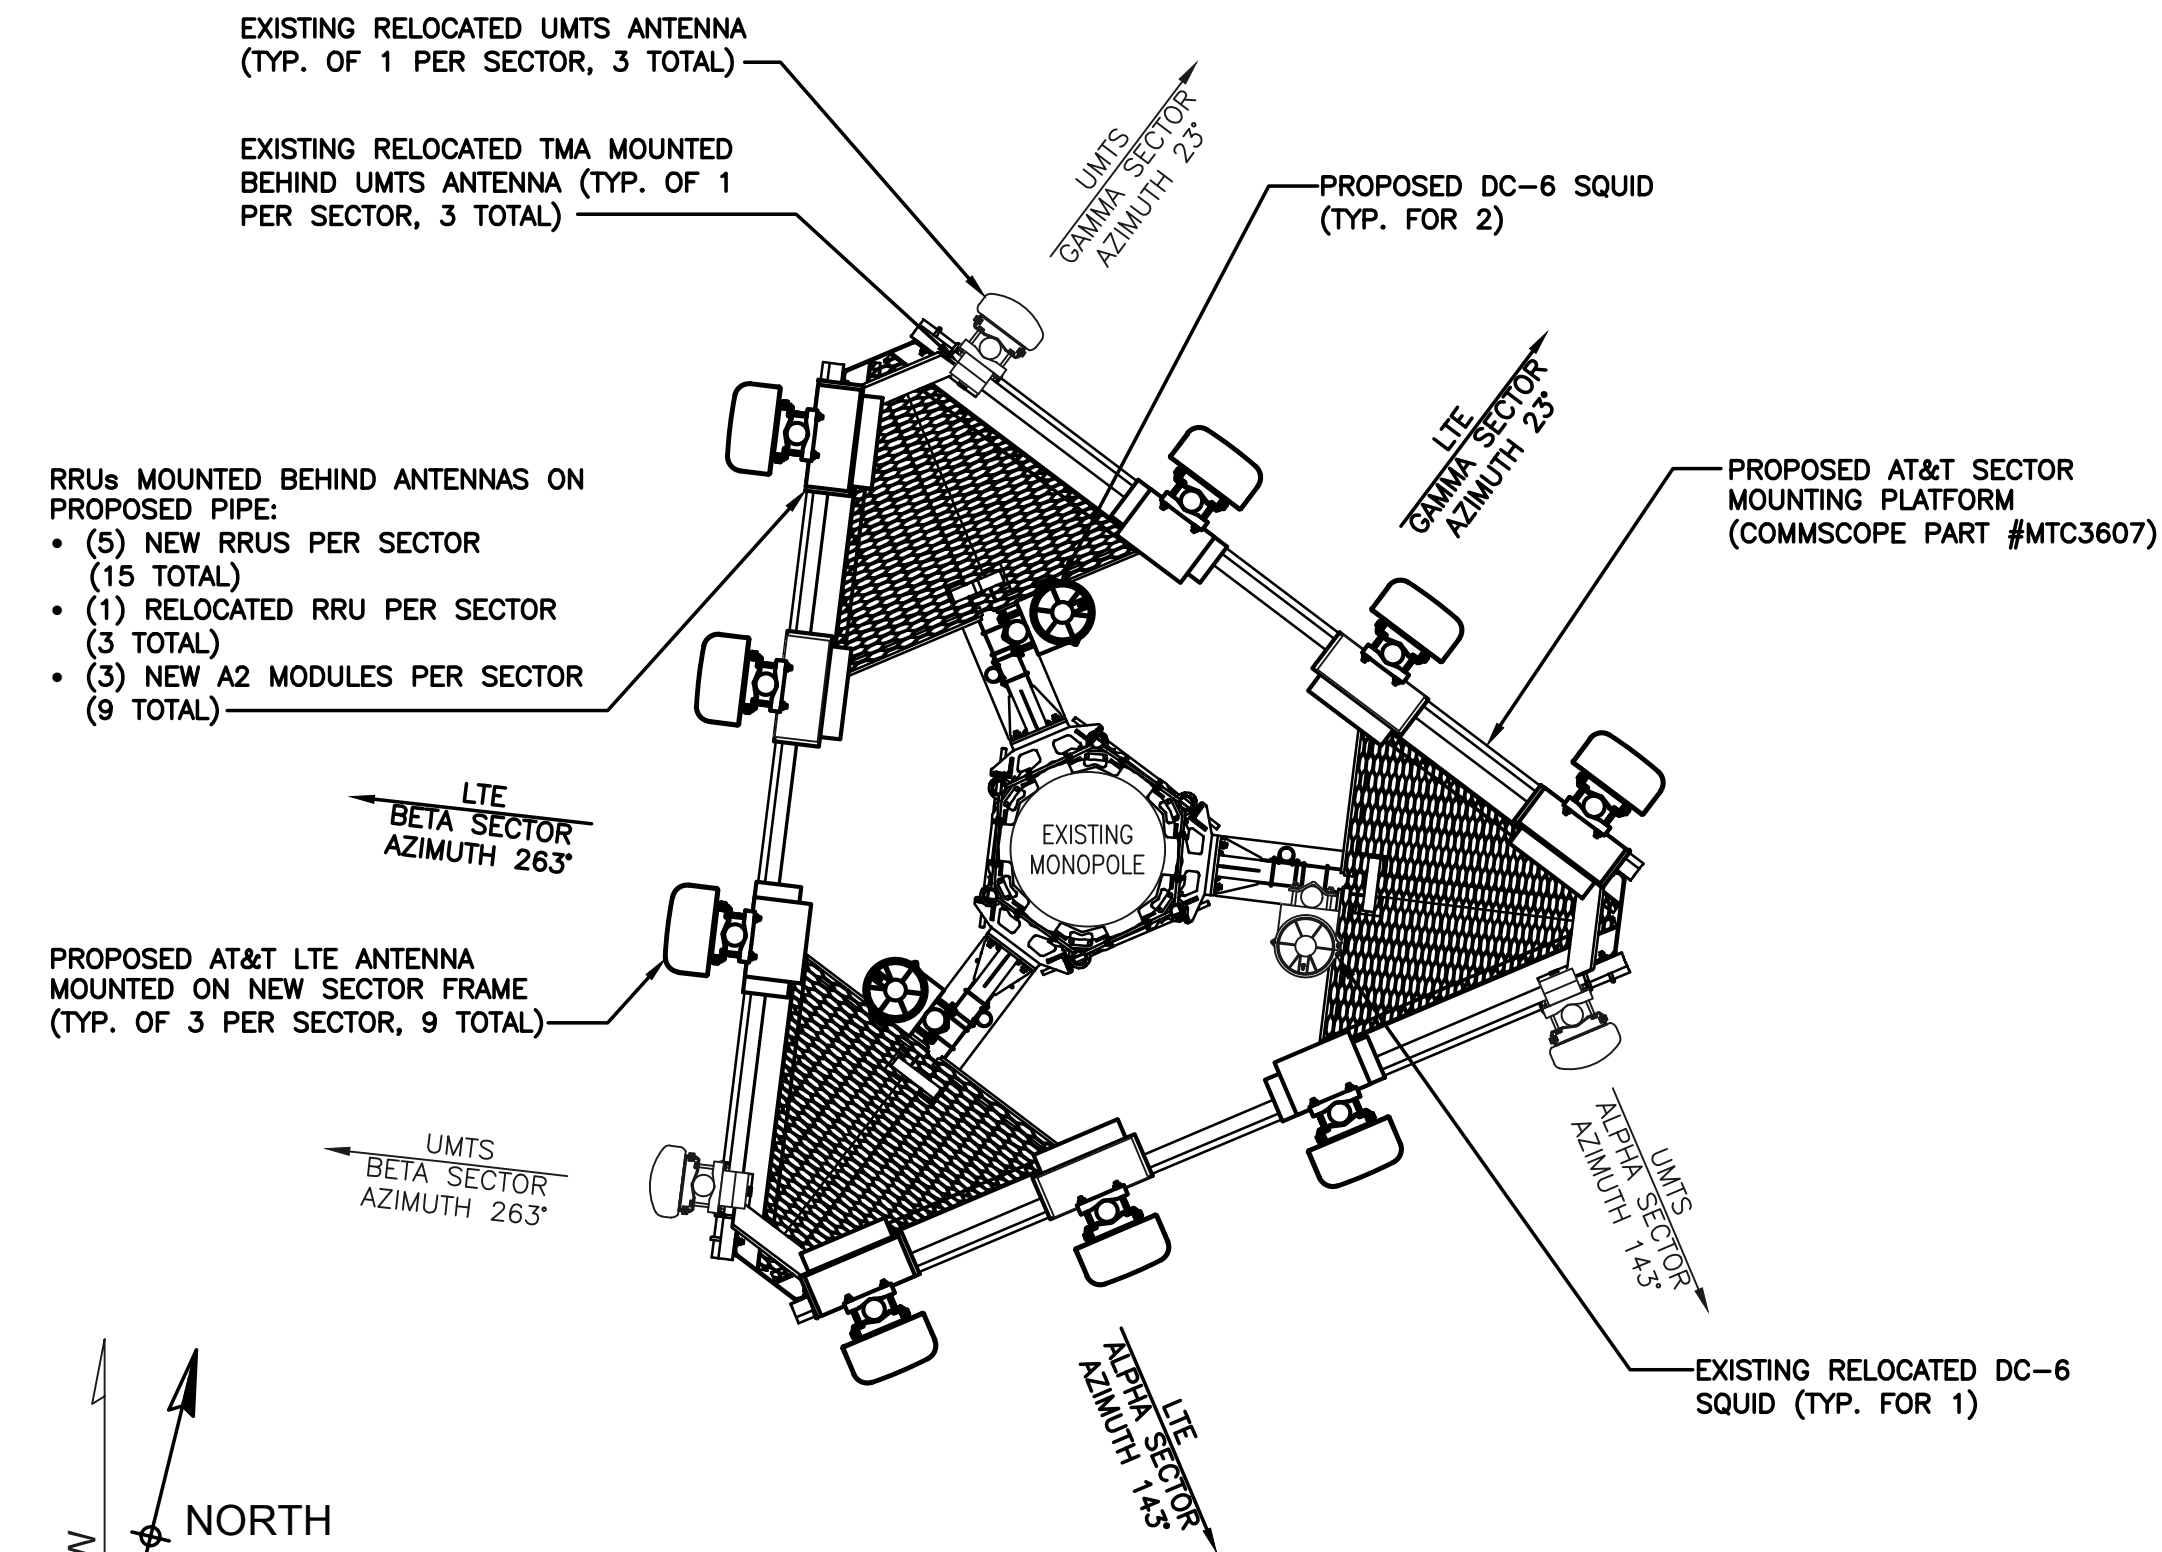 EXISTING RELOCATED UMTS ANTENNA
(TYP. OF 1 PER SECTOR, 3 TOTAL)
EXISTING RELOCATED TMA MOUNTED
BEHIND UMTS ANTENNA (TYP. OF 1
PER SECTOR, 3 TOTAL)
UMTS
GAMMA SECTOR
AZIMUTH 23°
PROPOSED DC-6 SQUID
(TYP. FOR 2)
LTE
GAMMA SECTOR
AZIMUTH 23°
PROPOSED AT&T SECTOR
MOUNTING PLATFORM
(COMMSCOPE PART #MTC3607)
RRUs MOUNTED BEHIND ANTENNAS ON
PROPOSED PIPE:
• (5) NEW RRUS PER SECTOR
(15 TOTAL)
• (1) RELOCATED RRU PER SECTOR
(3 TOTAL)
• (3) NEW A2 MODULES PER SECTOR
(9 TOTAL)
LTE
BETA SECTOR
AZIMUTH 263°
EXISTING
MONOPOLE
PROPOSED AT&T LTE ANTENNA
MOUNTED ON NEW SECTOR FRAME
(TYP. OF 3 PER SECTOR, 9 TOTAL)
UMTS
BETA SECTOR
AZIMUTH 263°
UMTS
ALPHA SECTOR
AZIMUTH 143°
EXISTING RELOCATED DC-6
SQUID (TYP. FOR 1)
LTE
ALPHA SECTOR
AZIMUTH 143°
NORTH
W